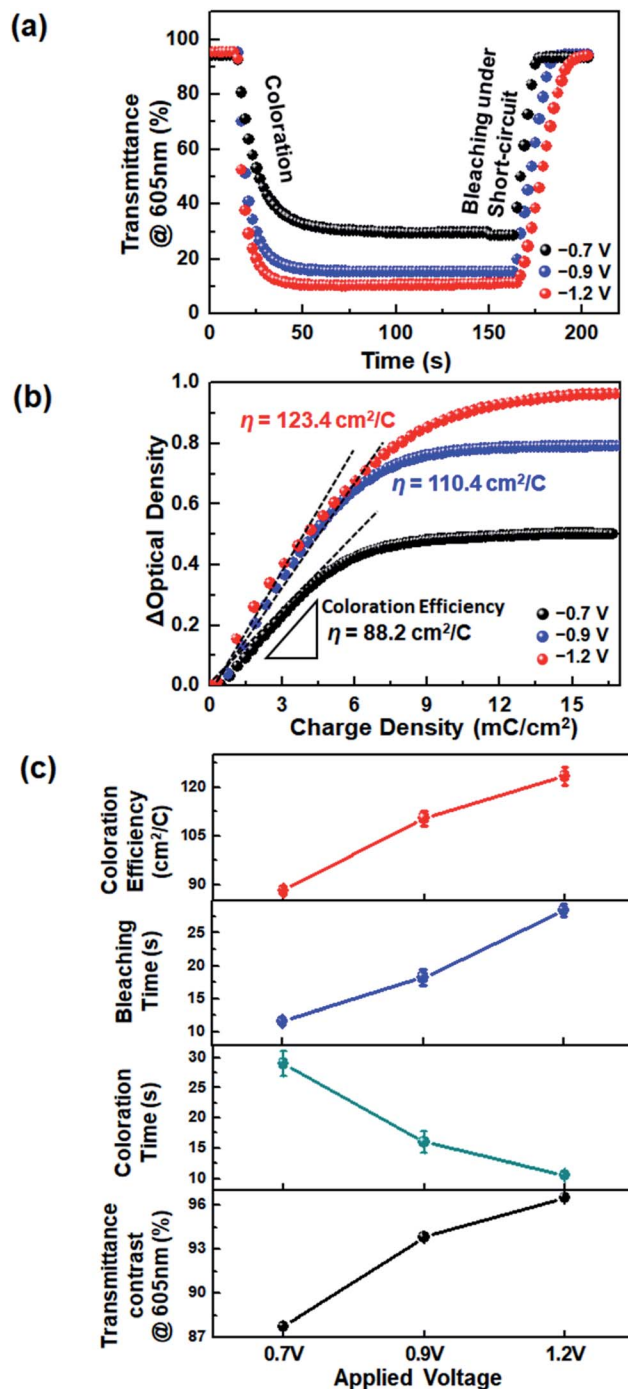 (a)
Transmittance
@ 605nm (%)
100
80
60
40
20
0
Coloration
Bleaching under
Short-circuit
−0.7 V
−0.9 V
−1.2 V
0
50
100
150
200
Time (s)
(b)
ΔOptical Density
1.0
0.8
0.6
0.4
0.2
0.0
η = 123.4 cm²/C
η = 110.4 cm²/C
Coloration Efficiency
η = 88.2 cm²/C
−0.7 V
−0.9 V
−1.2 V
0
3
6
9
12
15
Charge Density (mC/cm²)
(c)
Coloration
Efficiency
(cm²/C)
120
105
90
Bleaching
Time (s)
25
20
15
10
Coloration
Time (s)
30
25
20
15
10
Transmittance
contrast
@ 605nm (%)
96
93
90
87
0.7V
0.9V
1.2V
Applied Voltage